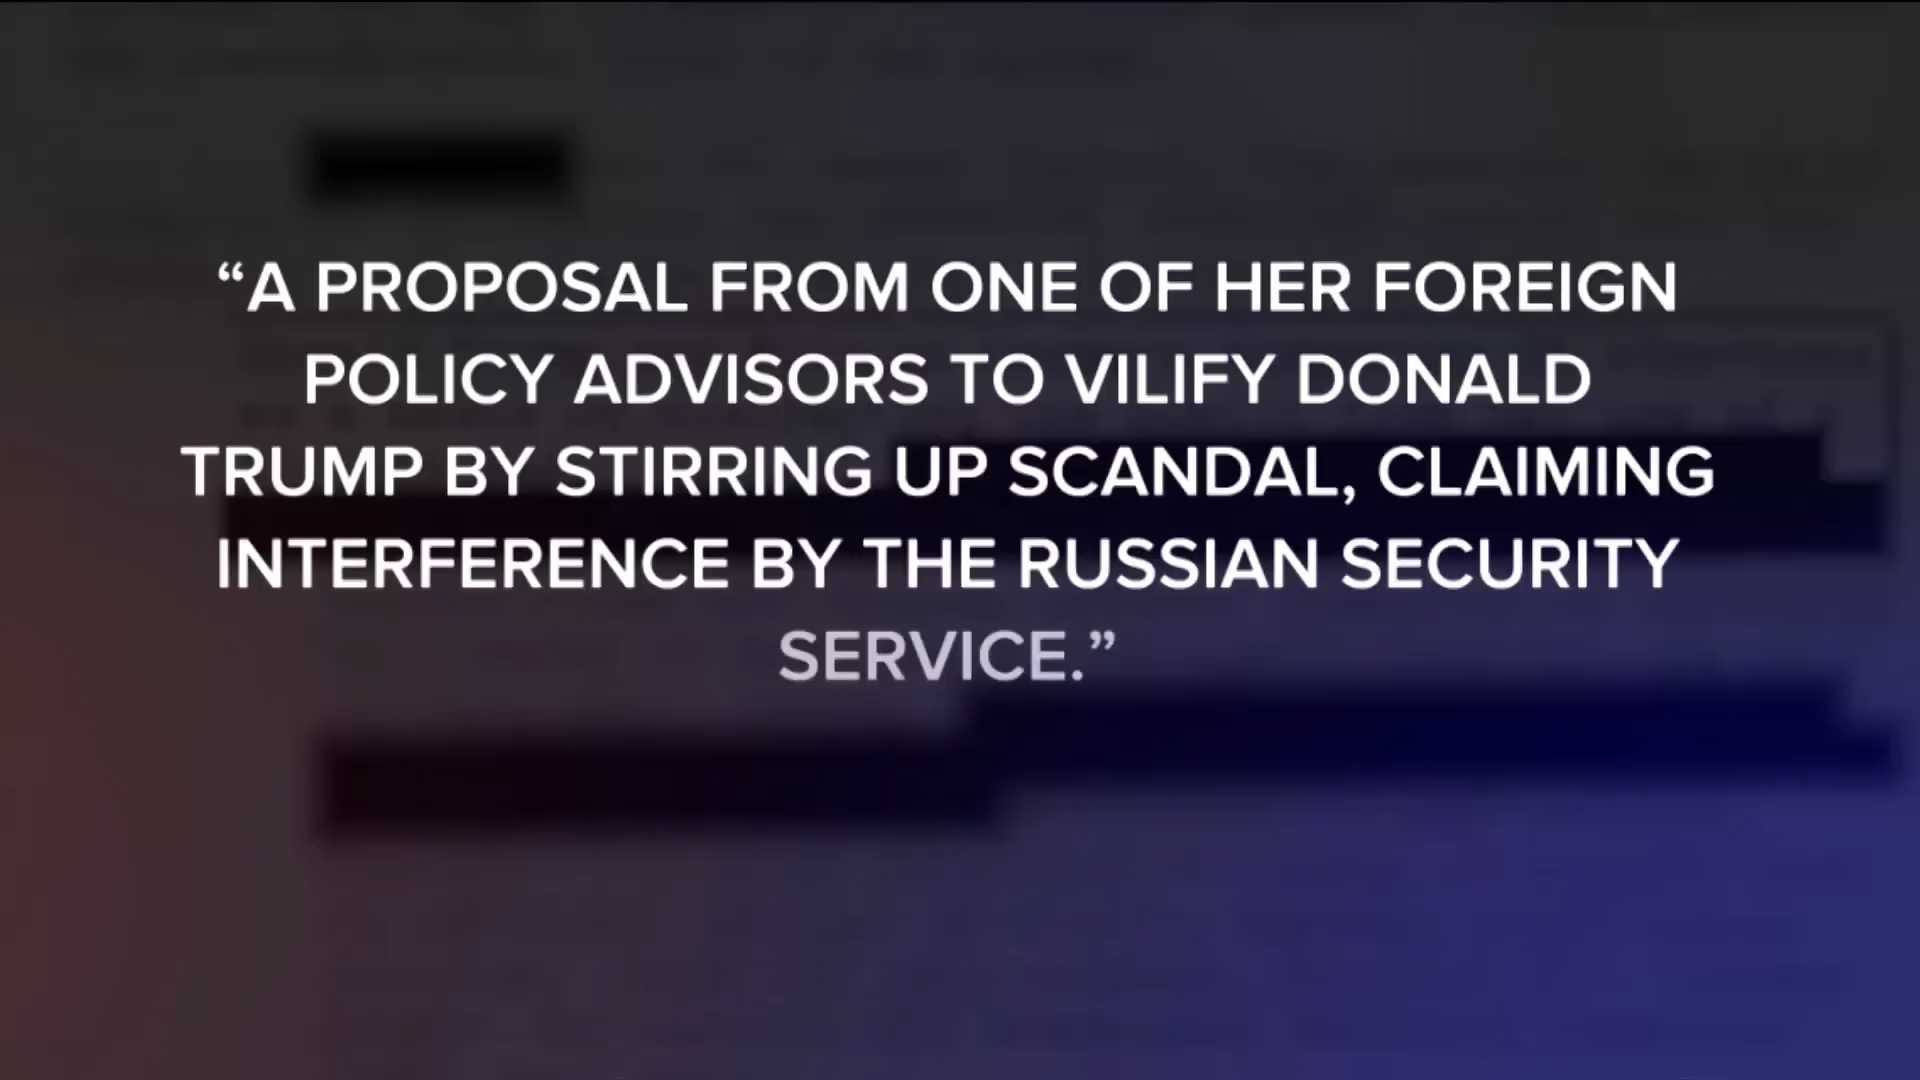 “A PROPOSAL FROM ONE OF HER FOREIGN
POLICY ADVISORS TO VILIFY DONALD
TRUMP BY STIRRING UP SCANDAL, CLAIMING
INTERFERENCE BY THE RUSSIAN SECURITY
SERVICE.”